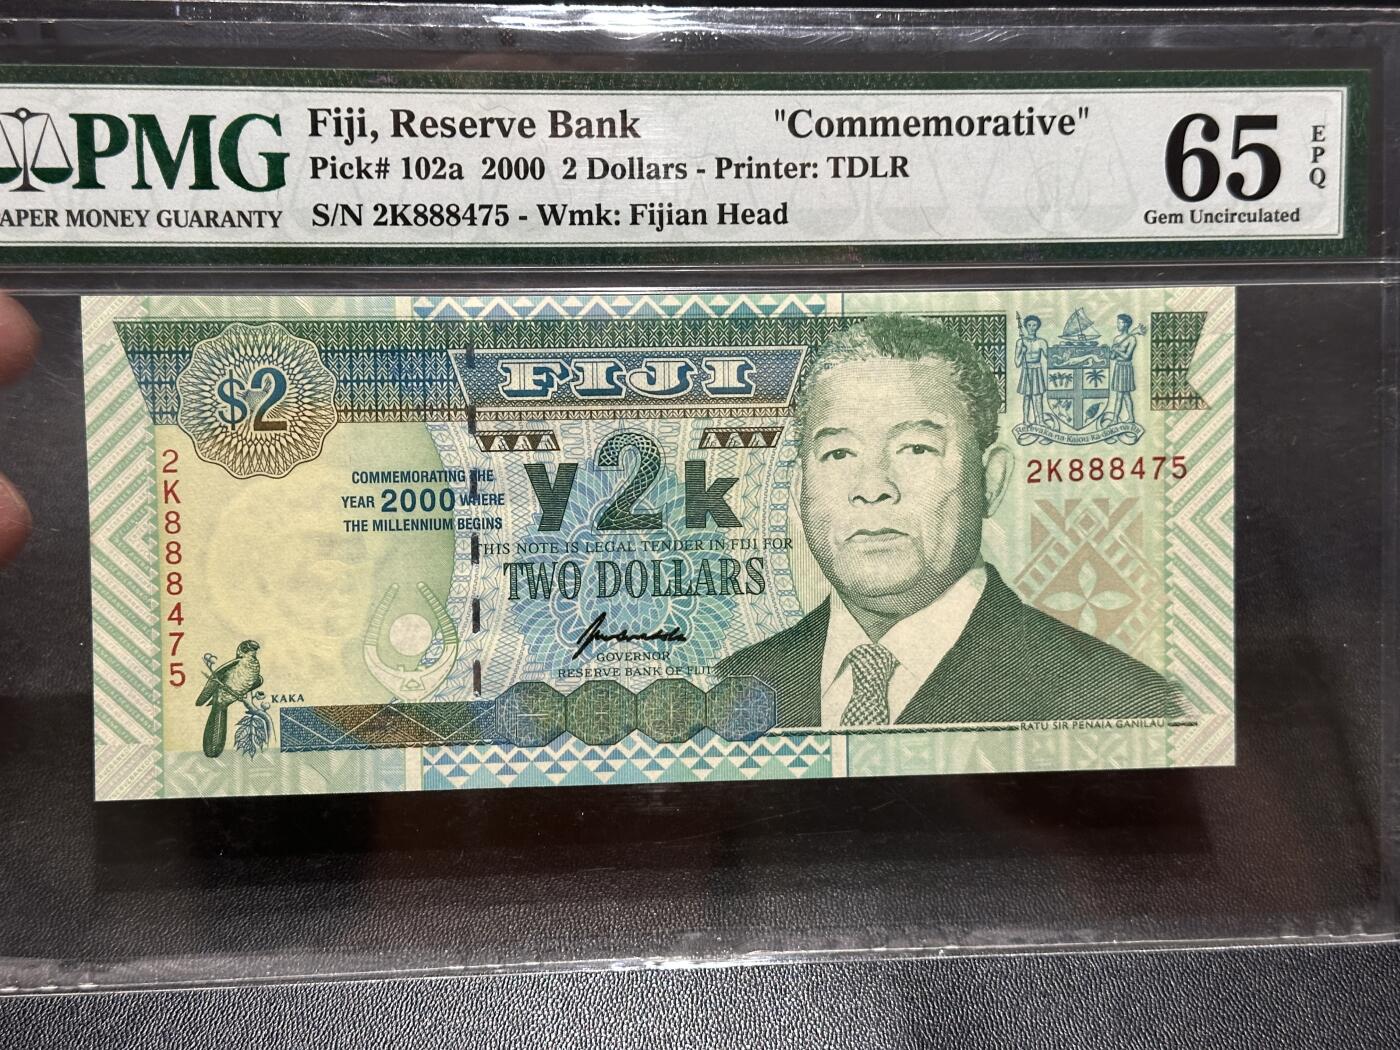 PMG
PAPER MONEY GUARANTY
Fiji, Reserve Bank "Commemorative"
Pick# 102a 2000 2 Dollars - Printer: TDLR
S/N 2K888475 - Wmk: Fijian Head
65
EPQ
Gem Uncirculated
$2
FIJI
2K888475
2K888475
COMMEMORATING THE
YEAR 2000 WHERE
THE MILLENNIUM BEGINS
y2k
THIS NOTE IS LEGAL TENDER IN FIJI FOR
TWO DOLLARS
GOVERNOR
RESERVE BANK OF FIJI
KAKA
RATU SIR PENAIA GANILAU